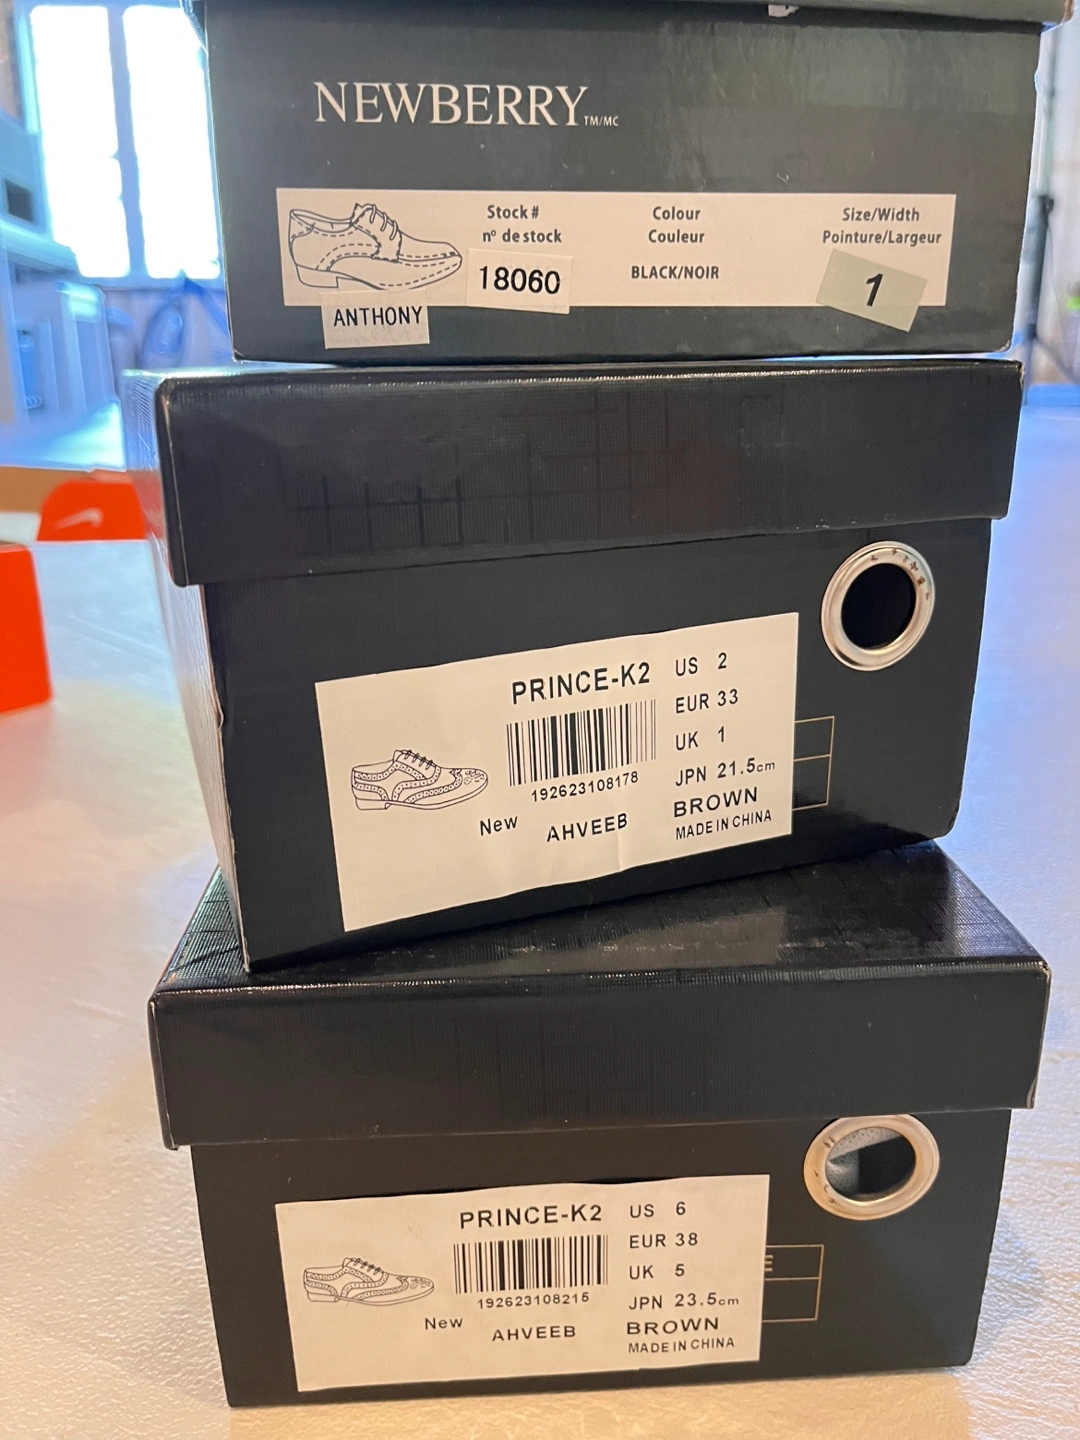 NEWBERRY TM/MC
Stock #
nº de stock
18060
Colour
Couleur
BLACK/NOIR
Size/Width
Pointure/Largeur
1
ANTHONY
PRINCE-K2
192623108178
New AHVEEB
US 2
EUR 33
UK 1
JPN 21.5cm
BROWN
MADE IN CHINA
PRINCE-K2
192623108215
New AHVEEB
US 6
EUR 38
UK 5
JPN 23.5cm
BROWN
MADE IN CHINA
E